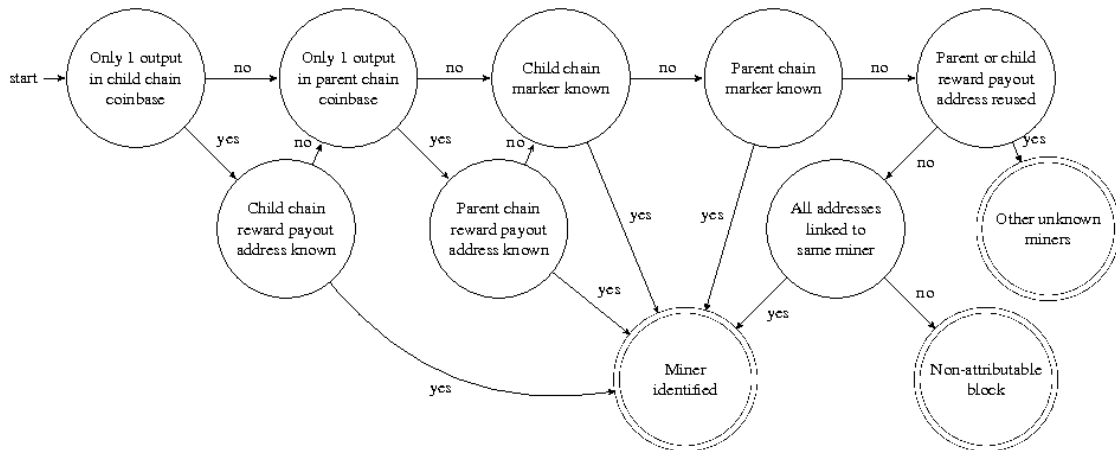 start
Only 1 output
in child chain
coinbase
no
Only 1 output
in parent chain
coinbase
no
Child chain
marker known
no
Parent chain
marker known
no
Parent or child
reward payout
address reused
yes
no
yes
no
no
yes
Child chain
reward payout
address known
Parent chain
reward payout
address known
yes
yes
All addresses
linked to
same miner
Other unknown
miners
yes
yes
no
yes
Miner
identified
Non-attributable
block